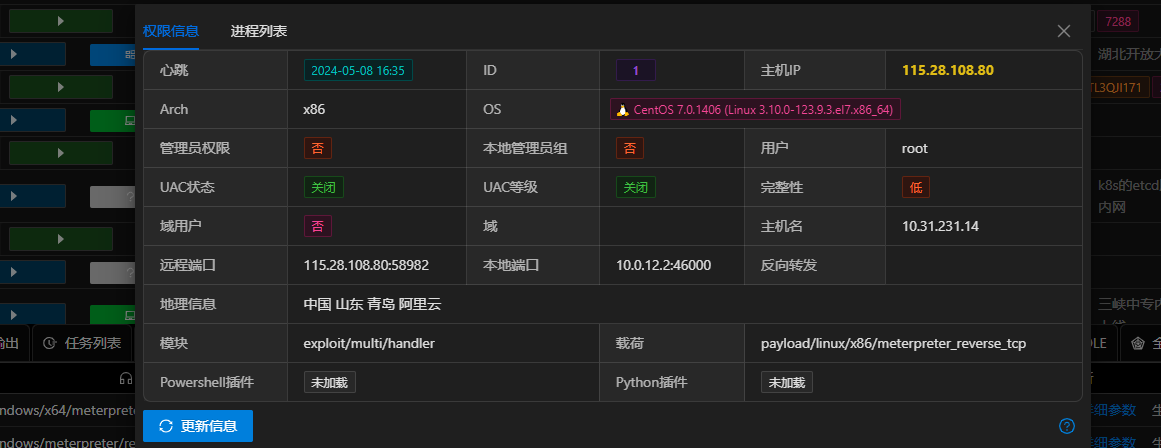 权限信息 进程列表
7288
心跳 2024-05-08 16:35 ID 1 主机IP 115.28.108.80
湖北开放
TL3QJI171
Arch x86 OS CentOS 7.0.1406 (Linux 3.10.0-123.9.3.el7.x86_64)
管理员权限 否 本地管理员组 否 用户 root
UAC状态 关闭 UAC等级 关闭 完整性 低
k8s的etcd
内网
域用户 否 域 主机名 10.31.231.14
远程端口 115.28.108.80:58982 本地端口 10.0.12.2:46000 反向转发
地理信息 中国 山东 青岛 阿里云
三峡中专内
输出 任务列表 模块 exploit/multi/handler 载荷 payload/linux/x86/meterpreter_reverse_tcp DLE 全
Powershell插件 未加载 Python插件 未加载
ndows/x64/meterprete 更新信息 详细参数
ndows/meterpreter/re 详细参数